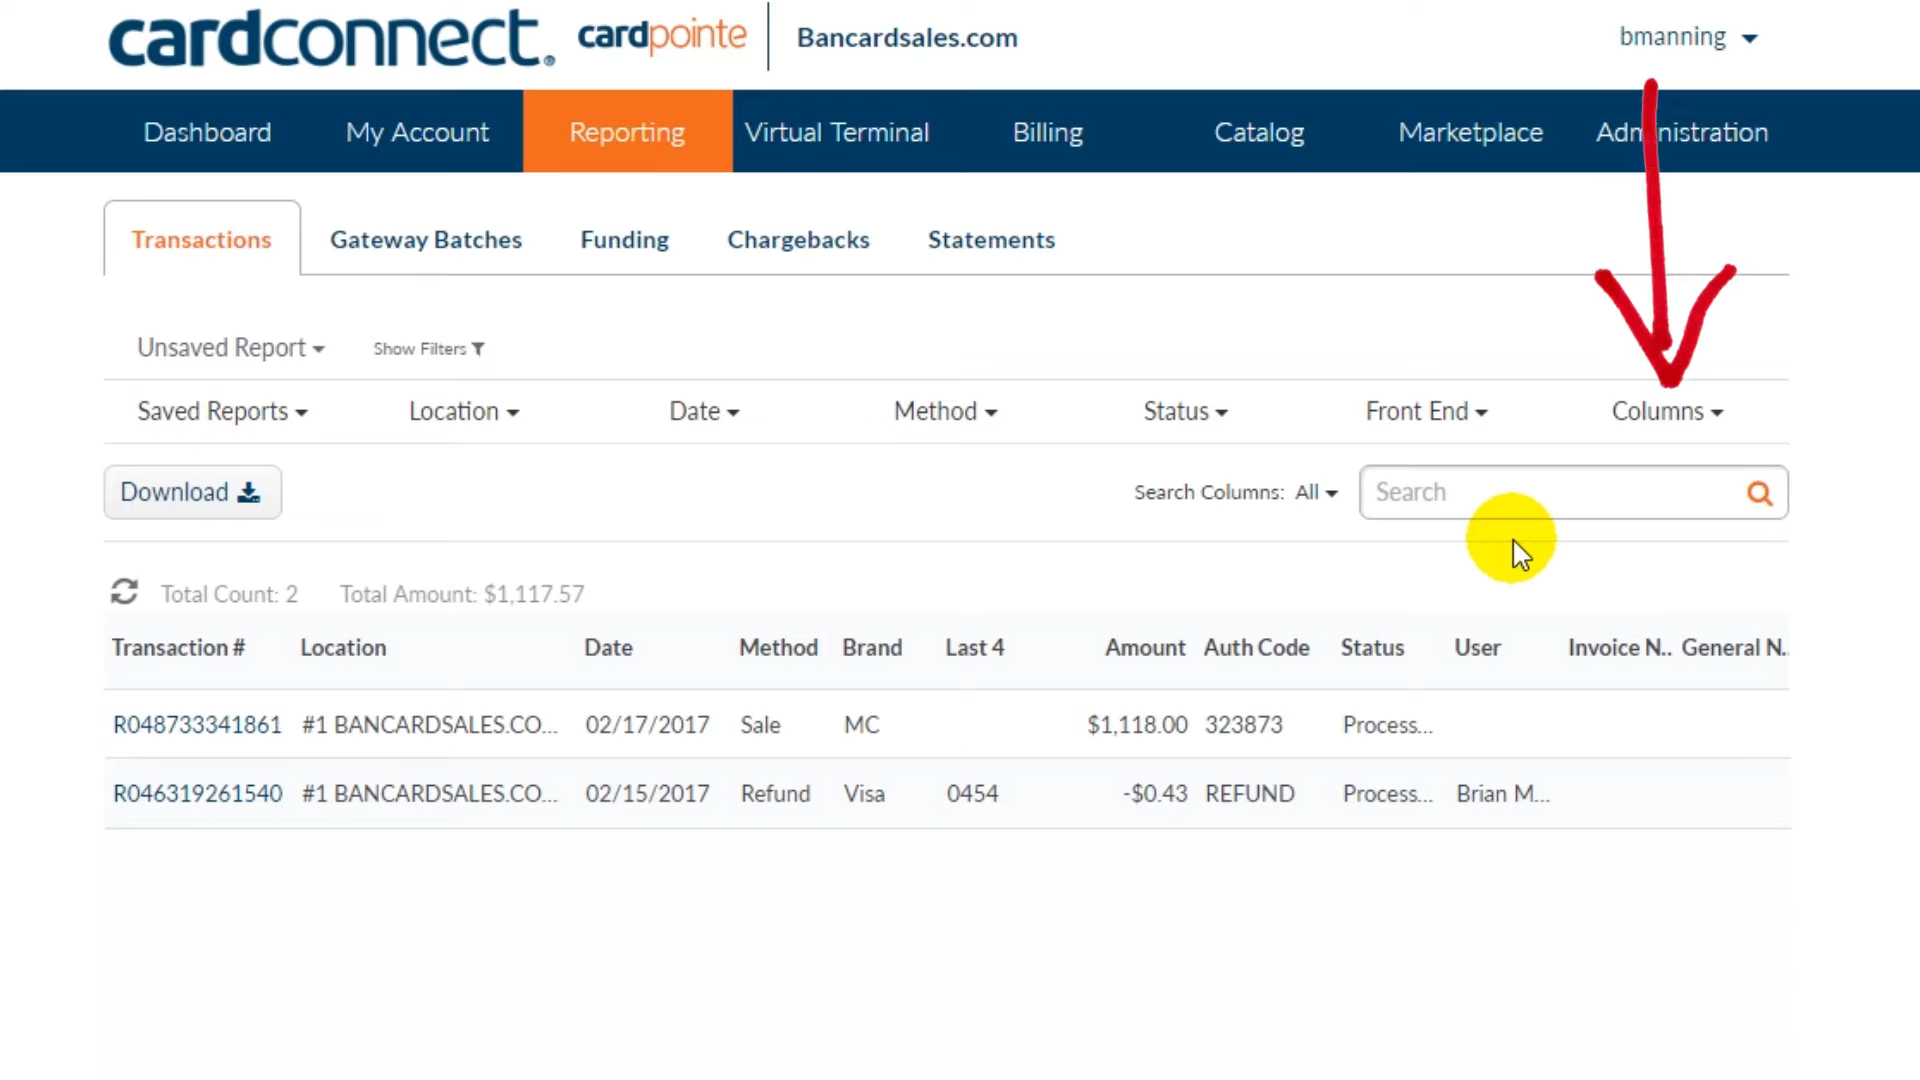 cardconnect. cardpointe Bancardsales.com bmanning
Dashboard My Account Reporting Virtual Terminal Billing Catalog Marketplace Administration
Transactions Gateway Batches Funding Chargebacks Statements
Unsaved Report Show Filters
Saved Reports Location Date Method Status Front End Columns
Download Search Columns: All Search
Total Count: 2 Total Amount: $1,117.57
Transaction # Location Date Method Brand Last 4 Amount Auth Code Status User Invoice N.. General N..
R048733341861 #1 BANCARDSALES.CO... 02/17/2017 Sale MC $1,118.00 323873 Process...
R046319261540 #1 BANCARDSALES.CO... 02/15/2017 Refund Visa 0454 -$0.43 REFUND Process... Brian M...